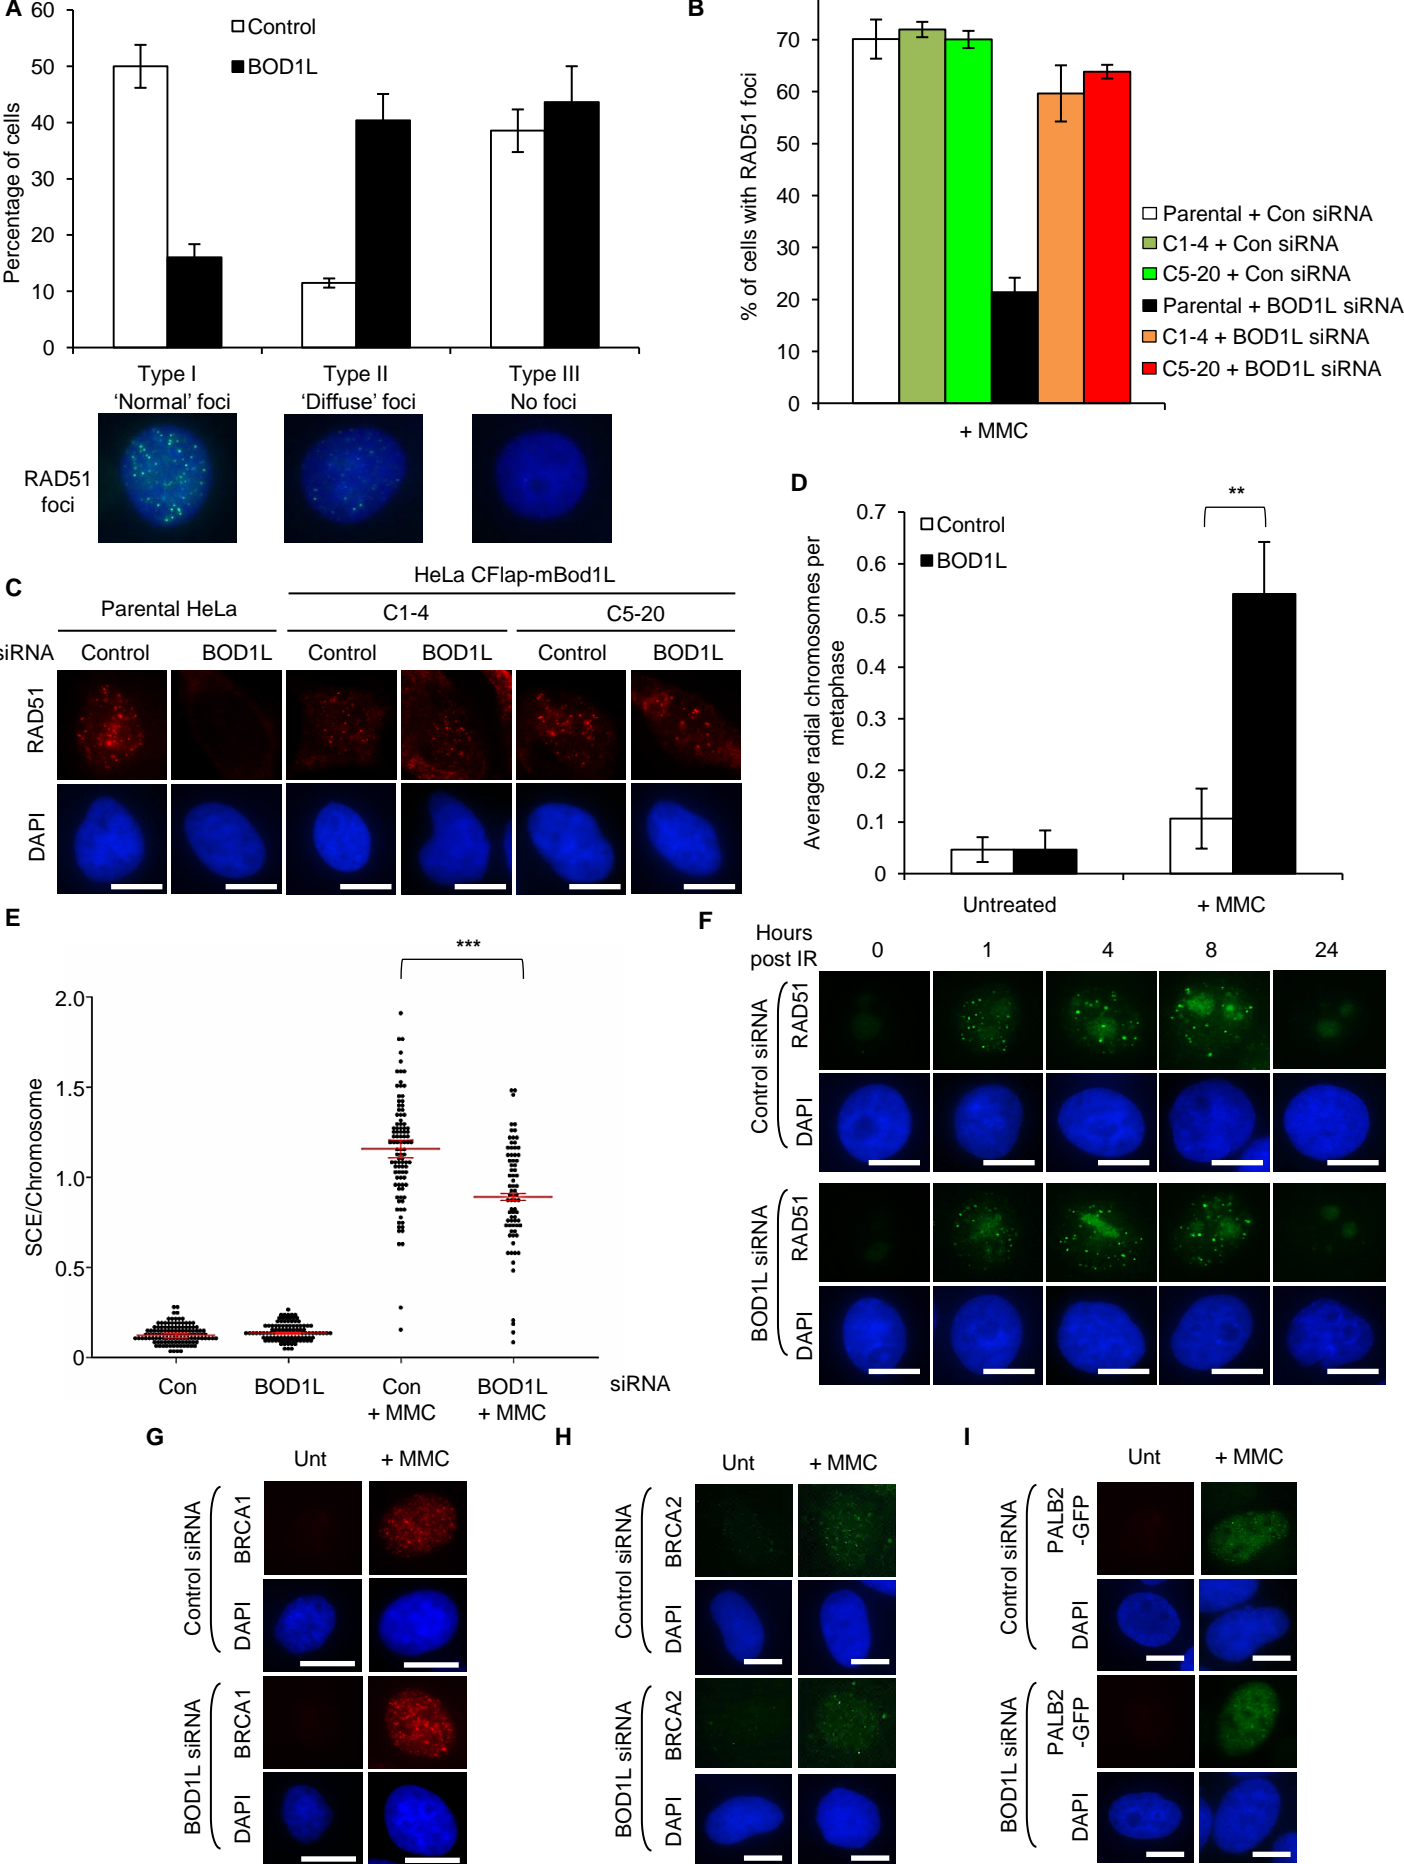 A
60
50
40
30
20
10
0
Percentage of cells
Control
BOD1L
Type I
‘Normal’ foci
Type II
‘Diffuse’ foci
Type III
No foci
RAD51
foci
B
70
60
50
40
30
20
10
0
% of cells with RAD51 foci
+ MMC
Parental + Con siRNA
C1-4 + Con siRNA
C5-20 + Con siRNA
Parental + BOD1L siRNA
C1-4 + BOD1L siRNA
C5-20 + BOD1L siRNA
C
HeLa CFlap-mBod1L
Parental HeLa
C1-4
C5-20
siRNA
Control
BOD1L
Control
BOD1L
Control
BOD1L
RAD51
DAPI
D
**
0.7
0.6
0.5
0.4
0.3
0.2
0.1
0
Average radial chromosomes per
metaphase
Control
BOD1L
Untreated
+ MMC
E
***
2.0
1.5
1.0
0.5
0
SCE/Chromosome
Con
BOD1L
Con
+ MMC
BOD1L
+ MMC
siRNA
F
Hours
post IR
0
1
4
8
24
Control siRNA
RAD51
DAPI
BOD1L siRNA
RAD51
DAPI
G
Unt
+ MMC
Control siRNA
BRCA1
DAPI
BOD1L siRNA
BRCA1
DAPI
H
Unt
+ MMC
Control siRNA
BRCA2
DAPI
BOD1L siRNA
BRCA2
DAPI
I
Unt
+ MMC
Control siRNA
PALB2
-GFP
DAPI
BOD1L siRNA
PALB2
-GFP
DAPI